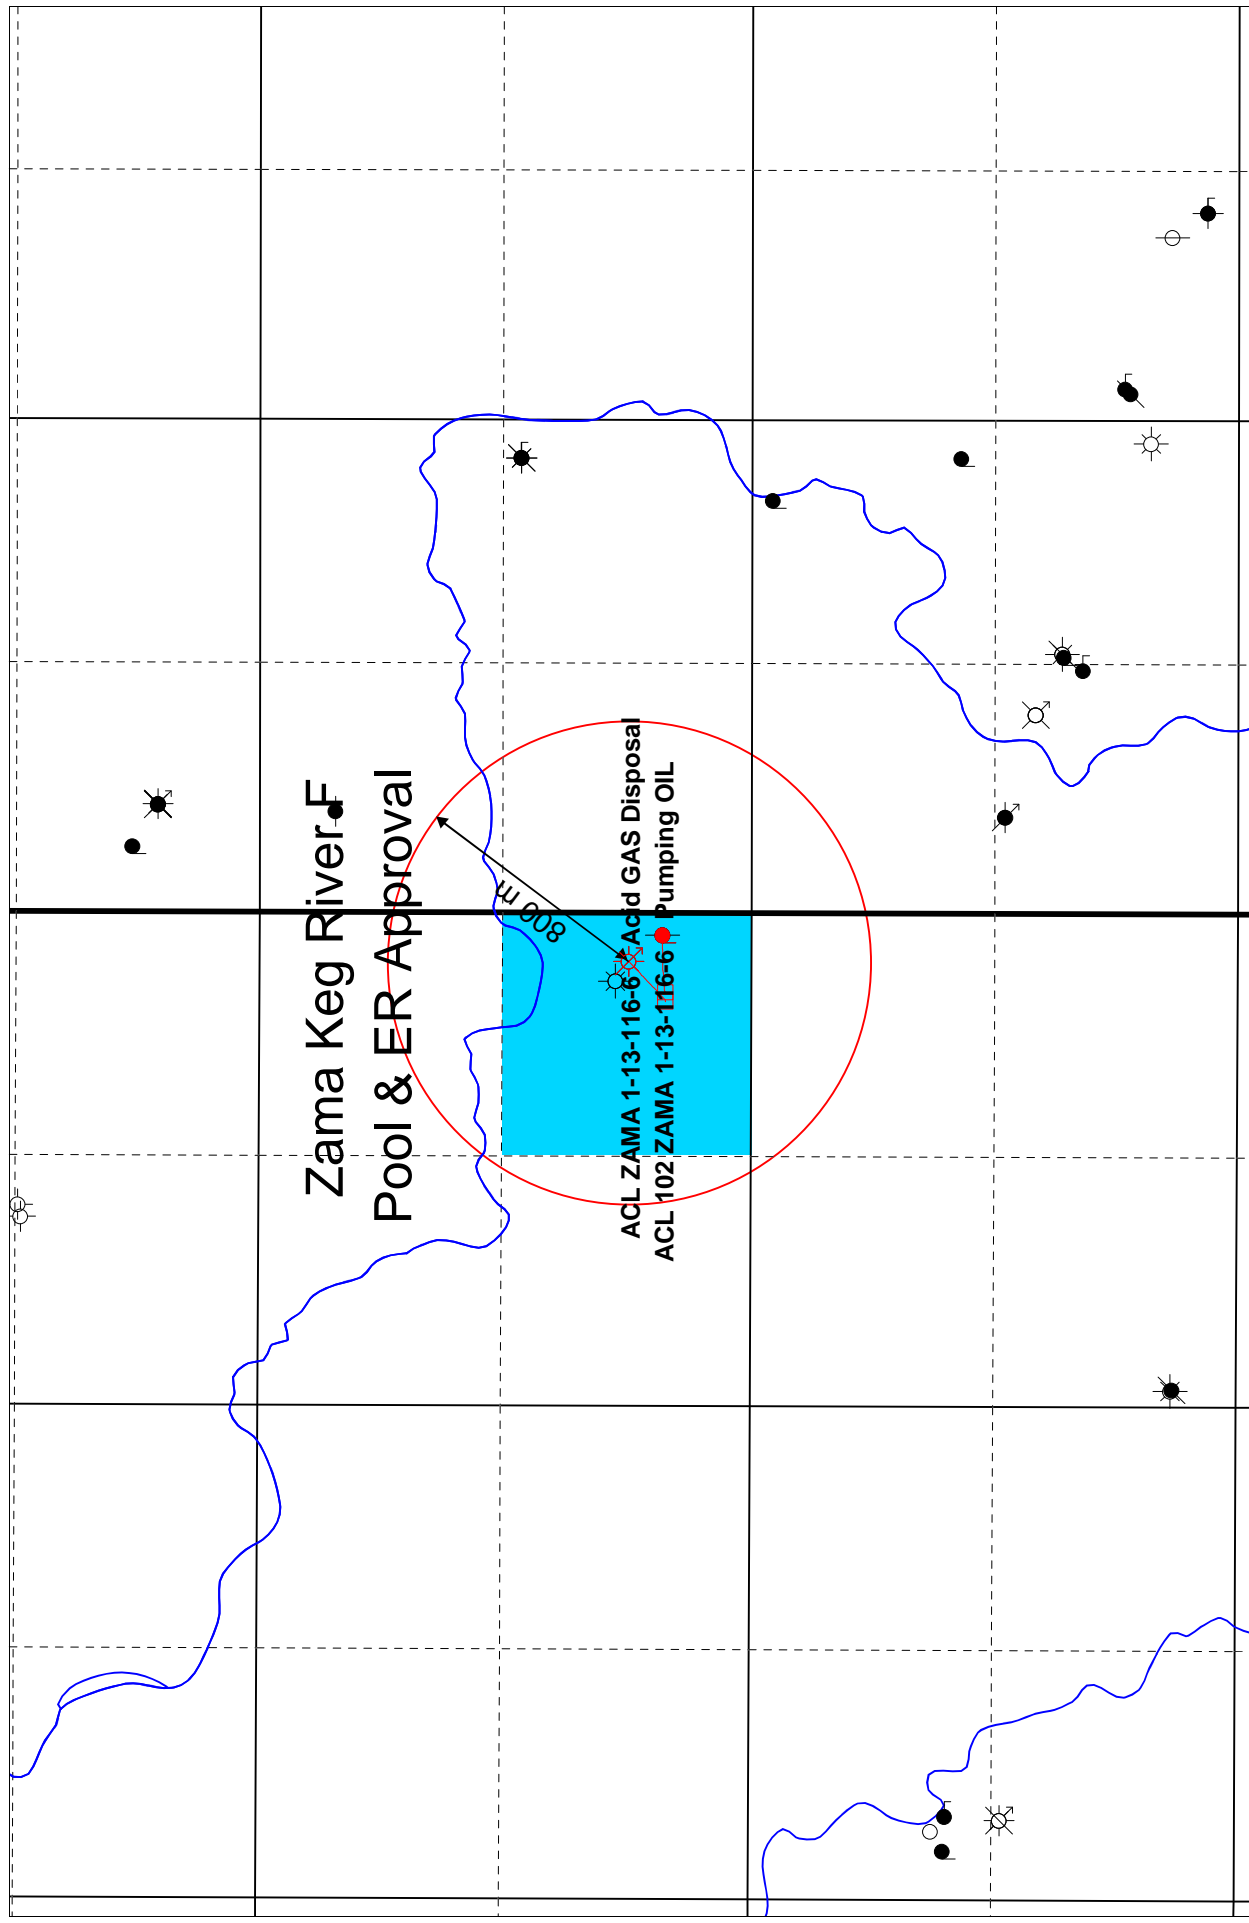 Zama Keg River F
Pool & ER Approval
800 m
ACL ZAMA 1-13-116-6 Acid GAS Disposal
ACL 102 ZAMA 1-13-116-6 Pumping OIL